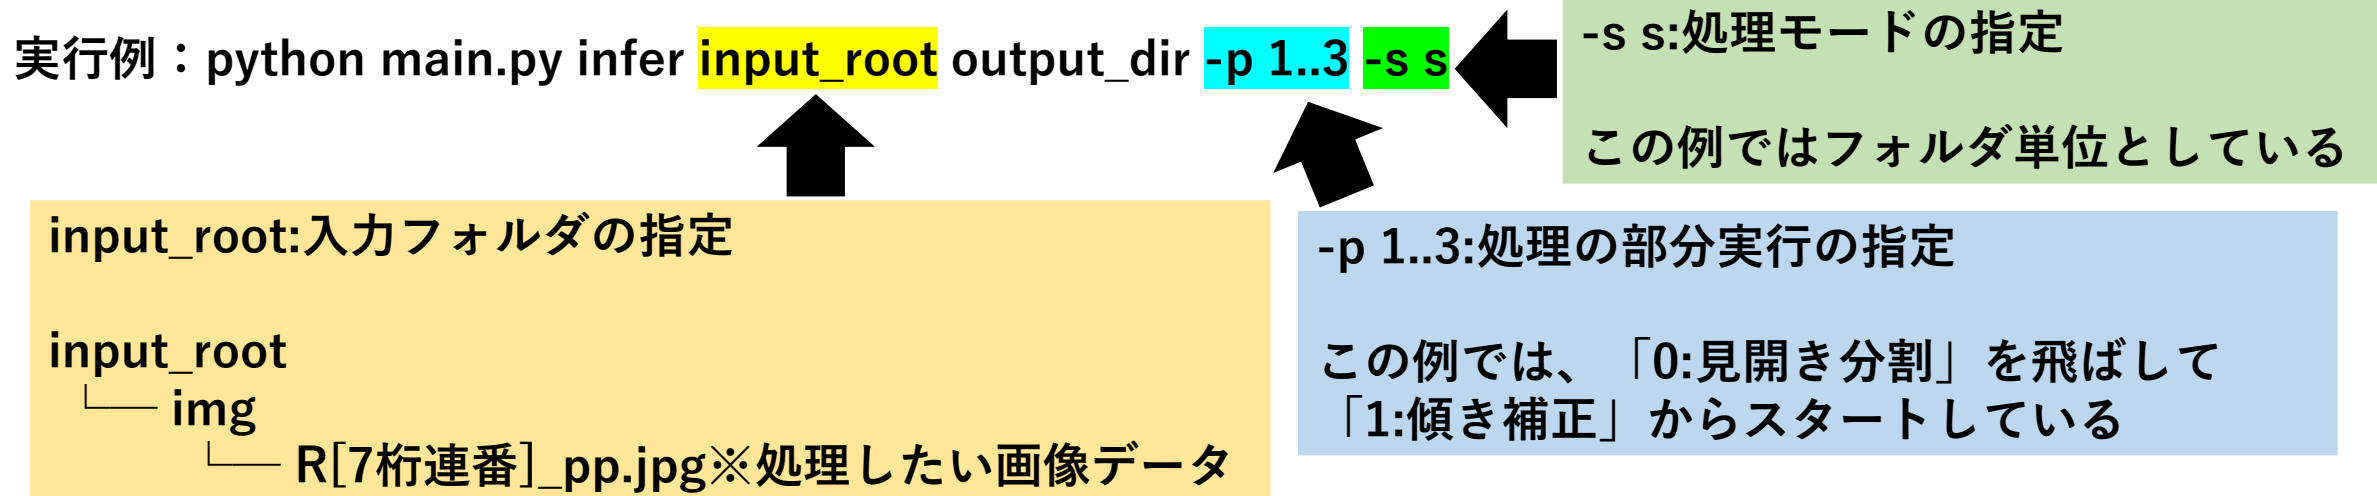 実行例：python main.py infer input_root output_dir -p 1..3 -s s
-s s:処理モードの指定
この例ではフォルダ単位としている
input_root:入力フォルダの指定
input_root
└── img
└── R[7桁連番]_pp.jpg※処理したい画像データ
-p 1..3:処理の部分実行の指定
この例では、「0:見開き分割」を飛ばして
「1:傾き補正」からスタートしている